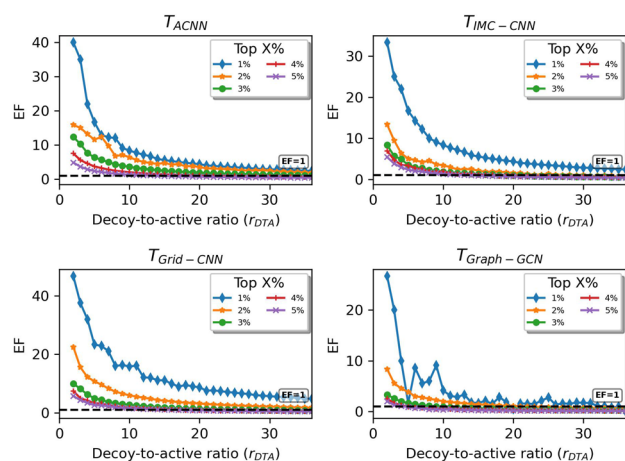 T_ACNN
40
30
20
10
0
EF
Top X%
1% 4%
2% 5%
3%
EF=1
0 10 20 30
Decoy-to-active ratio (r_DTA)
T_IMC−CNN
30
20
10
0
EF
Top X%
1% 4%
2% 5%
3%
EF=1
0 10 20 30
Decoy-to-active ratio (r_DTA)
T_Grid−CNN
40
20
0
EF
Top X%
1% 4%
2% 5%
3%
EF=1
0 10 20 30
Decoy-to-active ratio (r_DTA)
T_Graph−GCN
20
10
0
EF
Top X%
1% 4%
2% 5%
3%
EF=1
0 10 20 30
Decoy-to-active ratio (r_DTA)